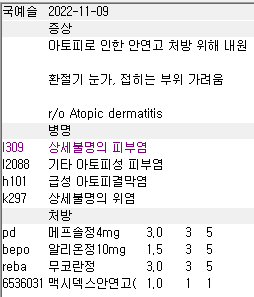 국예슬 2022-11-09
증상
아토피로 인한 안연고 처방 위해 내원
환절기 눈가, 접히는 부위 가려움
r/o Atopic dermatitis
병명
l309 상세불명의 피부염
l2088 기타 아토피성 피부염
h101 급성 아토피결막염
k297 상세불명의 위염
처방
pd 메프솔정4mg 3.0 3 5
bepo 알리온정10mg 1.5 3 5
reba 무코란정 3.0 3 5
6536031 맥시덱스안연고( 1.0 1 1